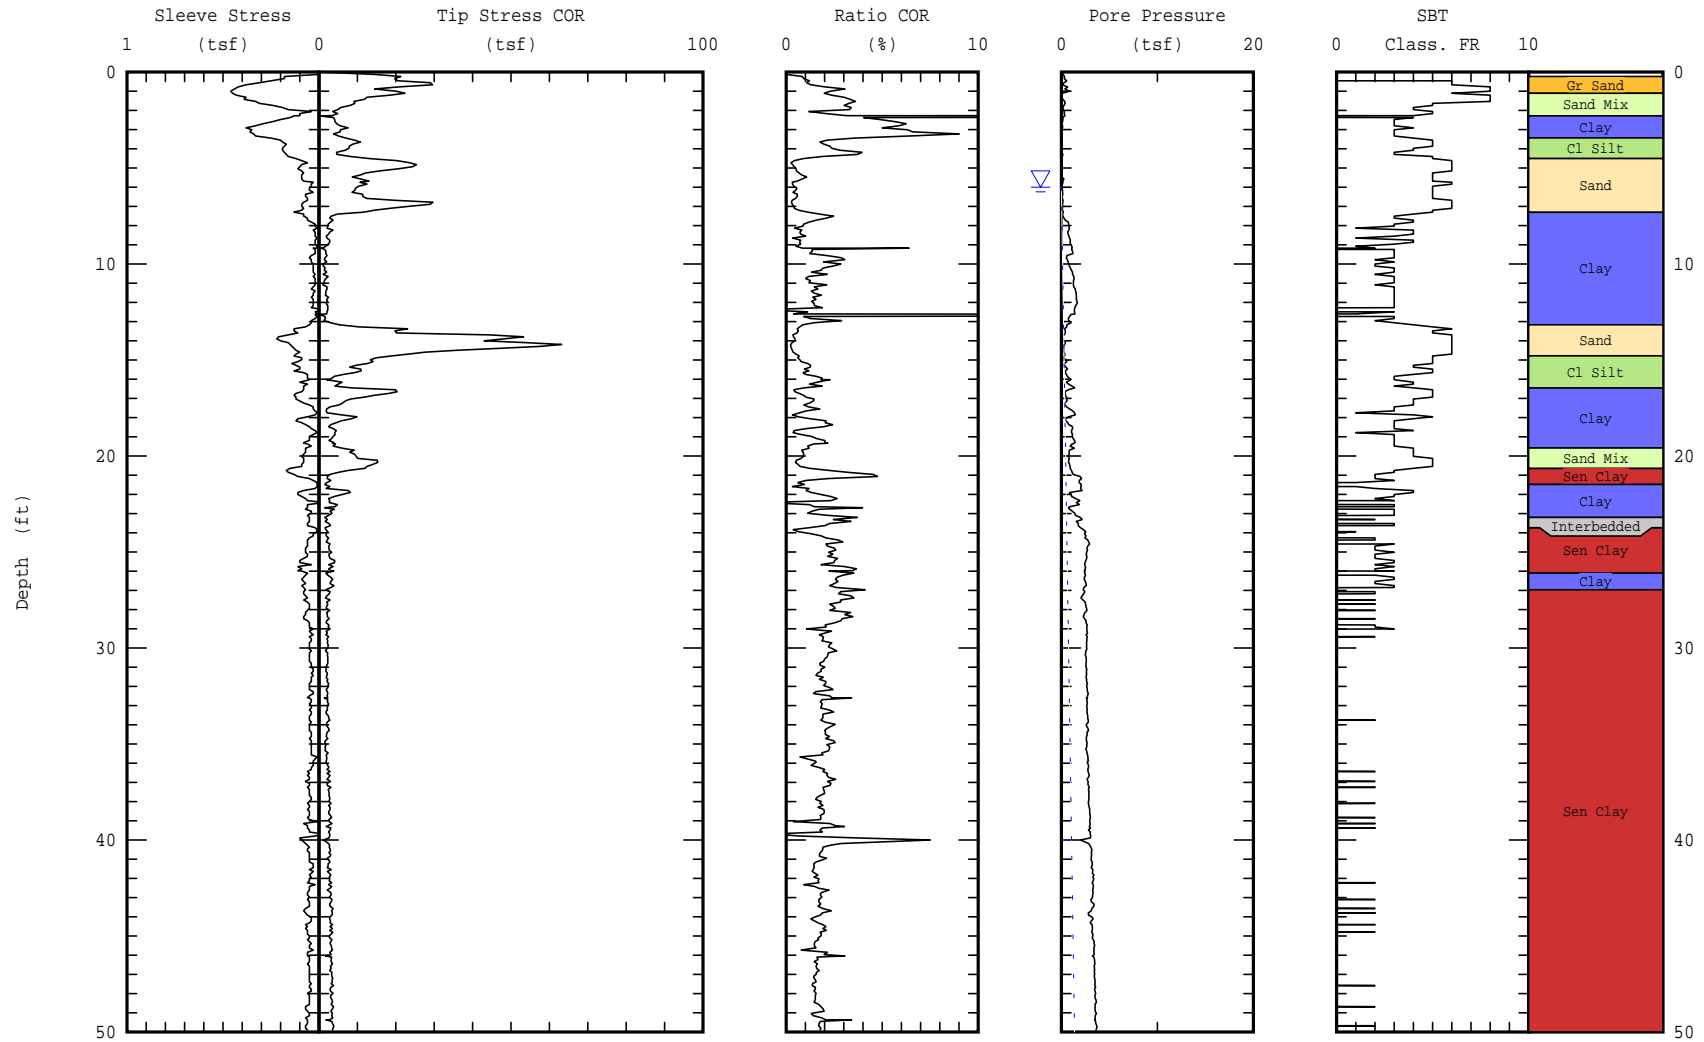 Sleeve Stress Tip Stress COR Ratio COR Pore Pressure SBT
1 (tsf) 0 (tsf) 100 0 (%) 10 0 (tsf) 20 0 Class. FR 10
0 0
Gr Sand
Sand Mix
Clay
Cl Silt
Sand
10 Clay 10
Sand
Cl Silt
Clay
20 Sand Mix 20
Sen Clay
Clay
Interbedded
Sen Clay
Clay
30 30
Sen Clay
40 40
50 50
Depth (ft)